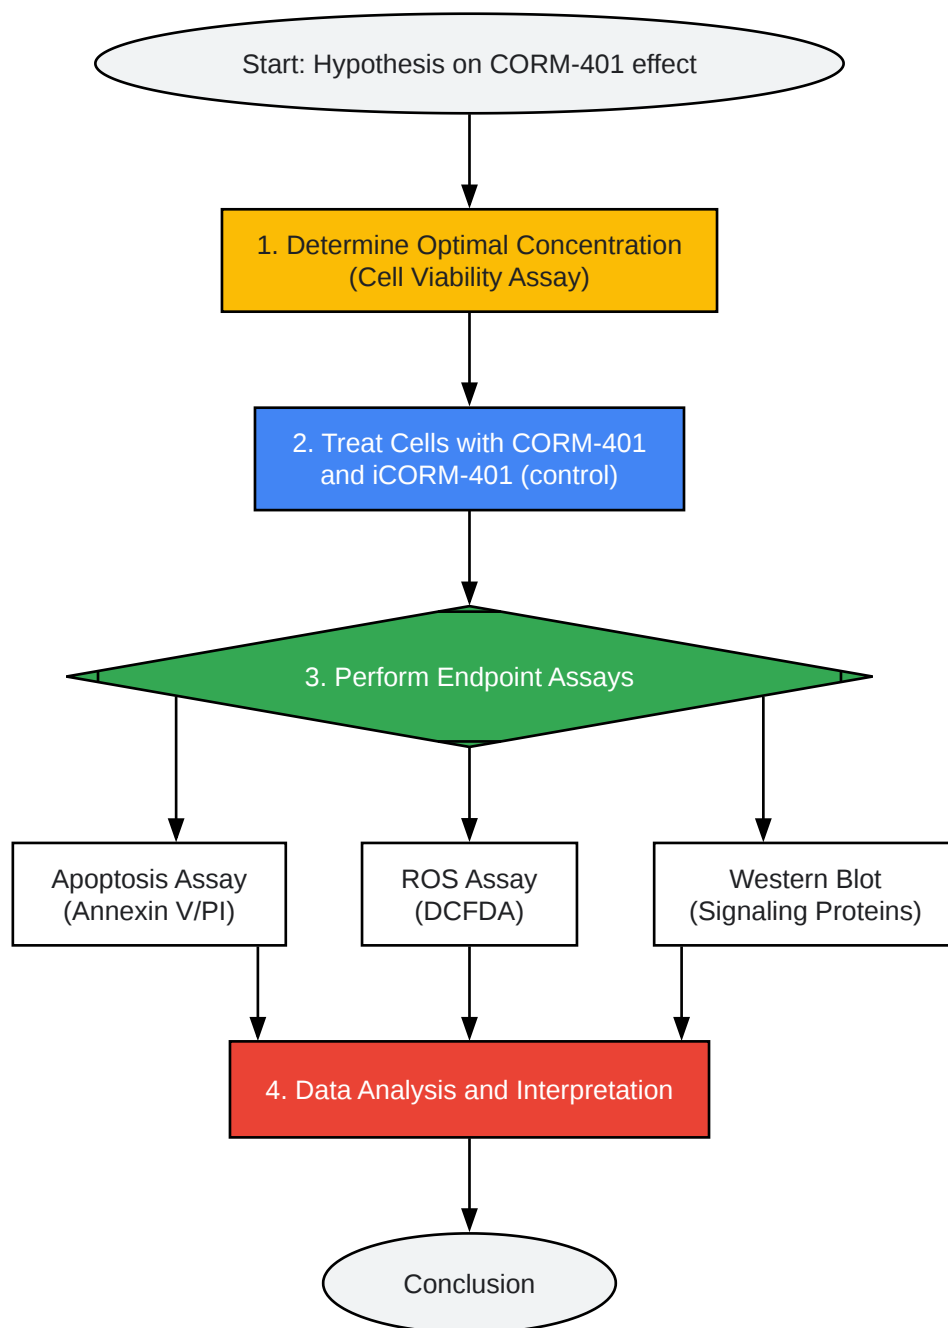 Start: Hypothesis on CORM-401 effect
1. Determine Optimal Concentration
(Cell Viability Assay)
2. Treat Cells with CORM-401
and iCORM-401 (control)
3. Perform Endpoint Assays
Apoptosis Assay
(Annexin V/PI)
ROS Assay
(DCFDA)
Western Blot
(Signaling Proteins)
4. Data Analysis and Interpretation
Conclusion